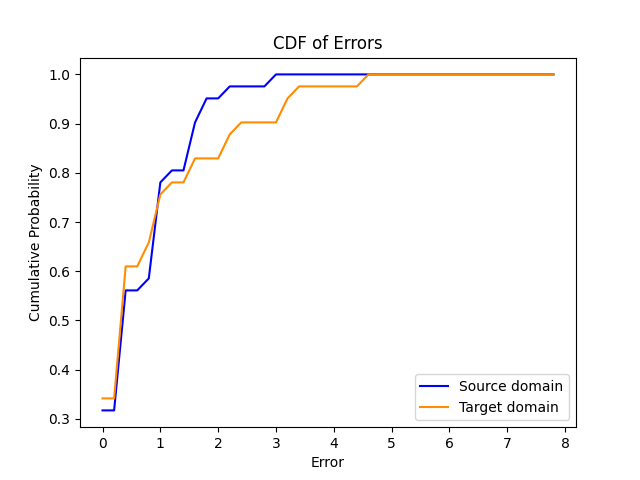 CDF of Errors
Cumulative Probability
1.0
0.9
0.8
0.7
0.6
0.5
0.4
0.3
Source domain
Target domain
0 1 2 3 4 5 6 7 8
Error